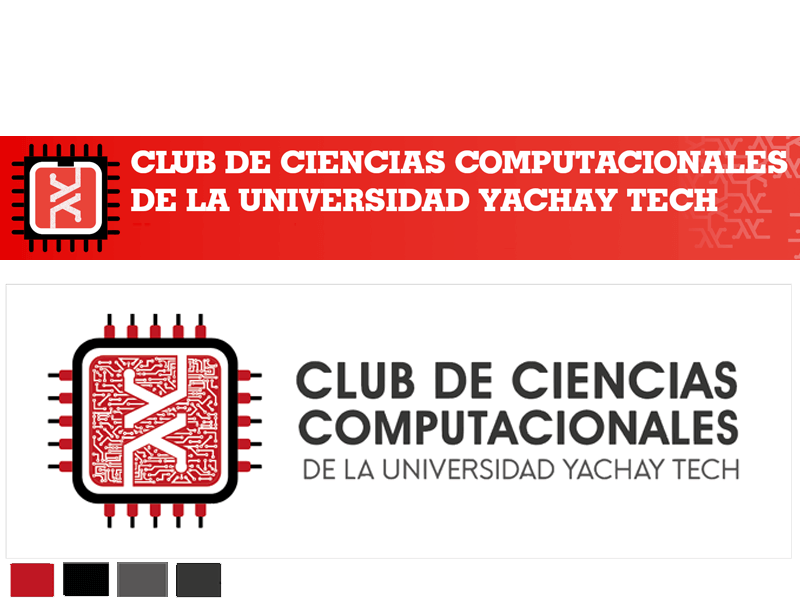 CLUB DE CIENCIAS COMPUTACIONALES
DE LA UNIVERSIDAD YACHAY TECH
CLUB DE CIENCIAS
COMPUTACIONALES
DE LA UNIVERSIDAD YACHAY TECH